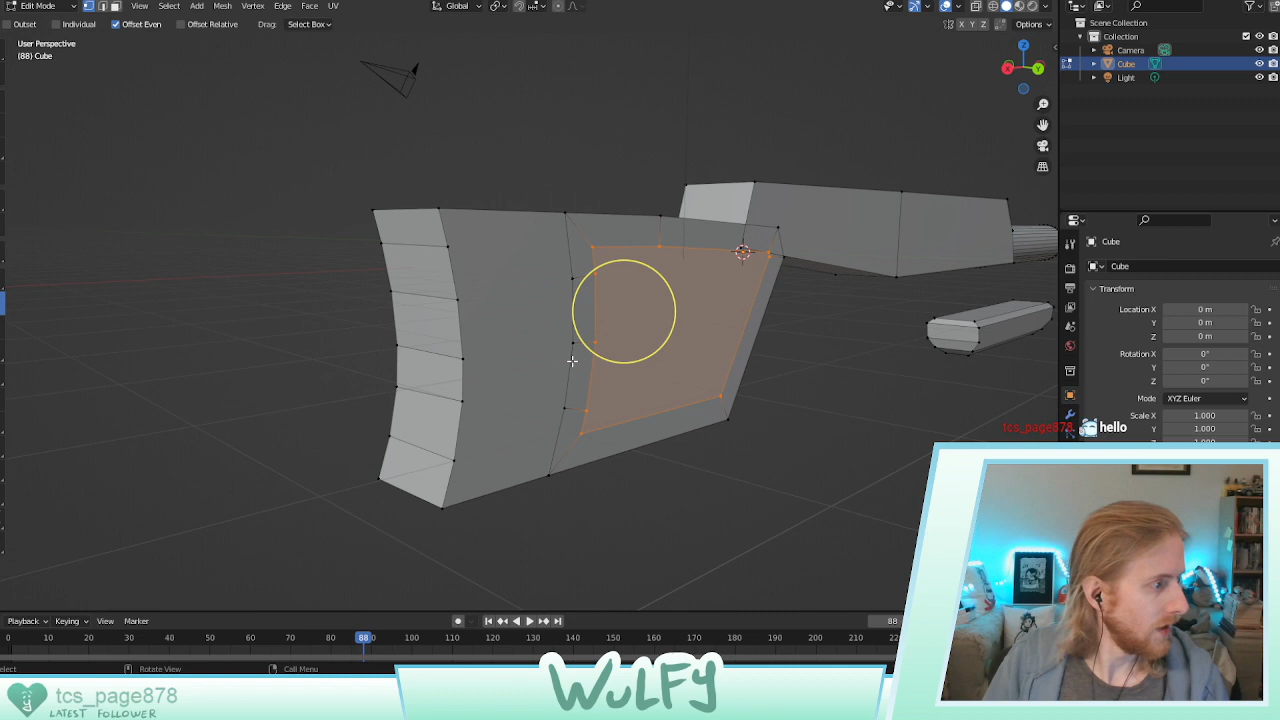 Edit Mode View Select Add Mesh Vertex Edge Face UV Global Options
Outset Individual Offset Even Offset Relative Drag: Select Box X Y Z Options
User Perspective
(88) Cube
Z
X Y
Scene Collection
Collection
Camera
Cube
Light
Cube
Cube
Transform
Location X 0 m
Y 0 m
Z 0 m
Rotation X 0°
Y 0°
Z 0°
Mode XYZ Euler
Scale X 1.000
Y 1.000
tcs_page878 hello
Playback Keying View Marker 88
0 10 20 30 40 50 60 70 80 88 100 110 120 130 140 150 160 170 180 190 200 210
elect Rotate View Call Menu
tcs_page878
LATEST FOLLOWER
WULFY